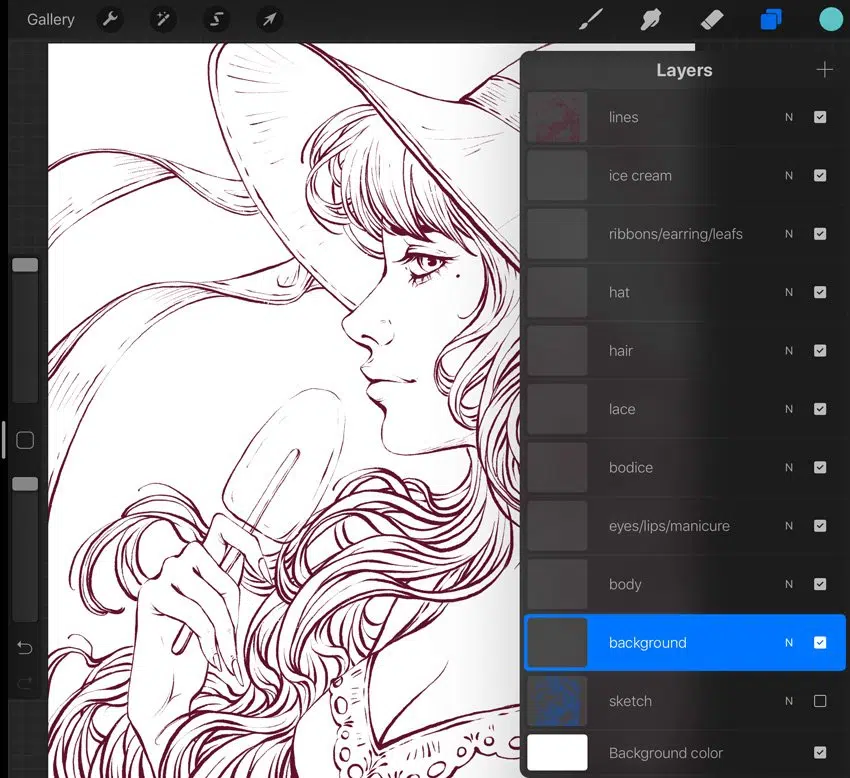 Gallery
Layers
lines N
ice cream N
ribbons/earring/leafs N
hat N
hair N
lace N
bodice N
eyes/lips/manicure N
body N
background N
sketch N
Background color